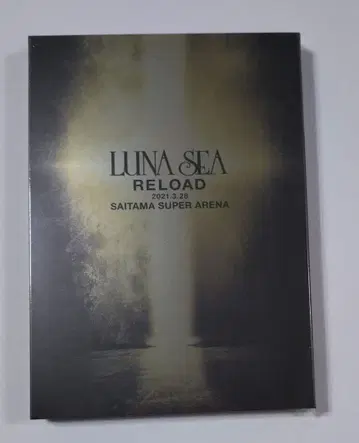 LUNA SEA
RELOAD
2021.3.28
SAITAMA SUPER ARENA